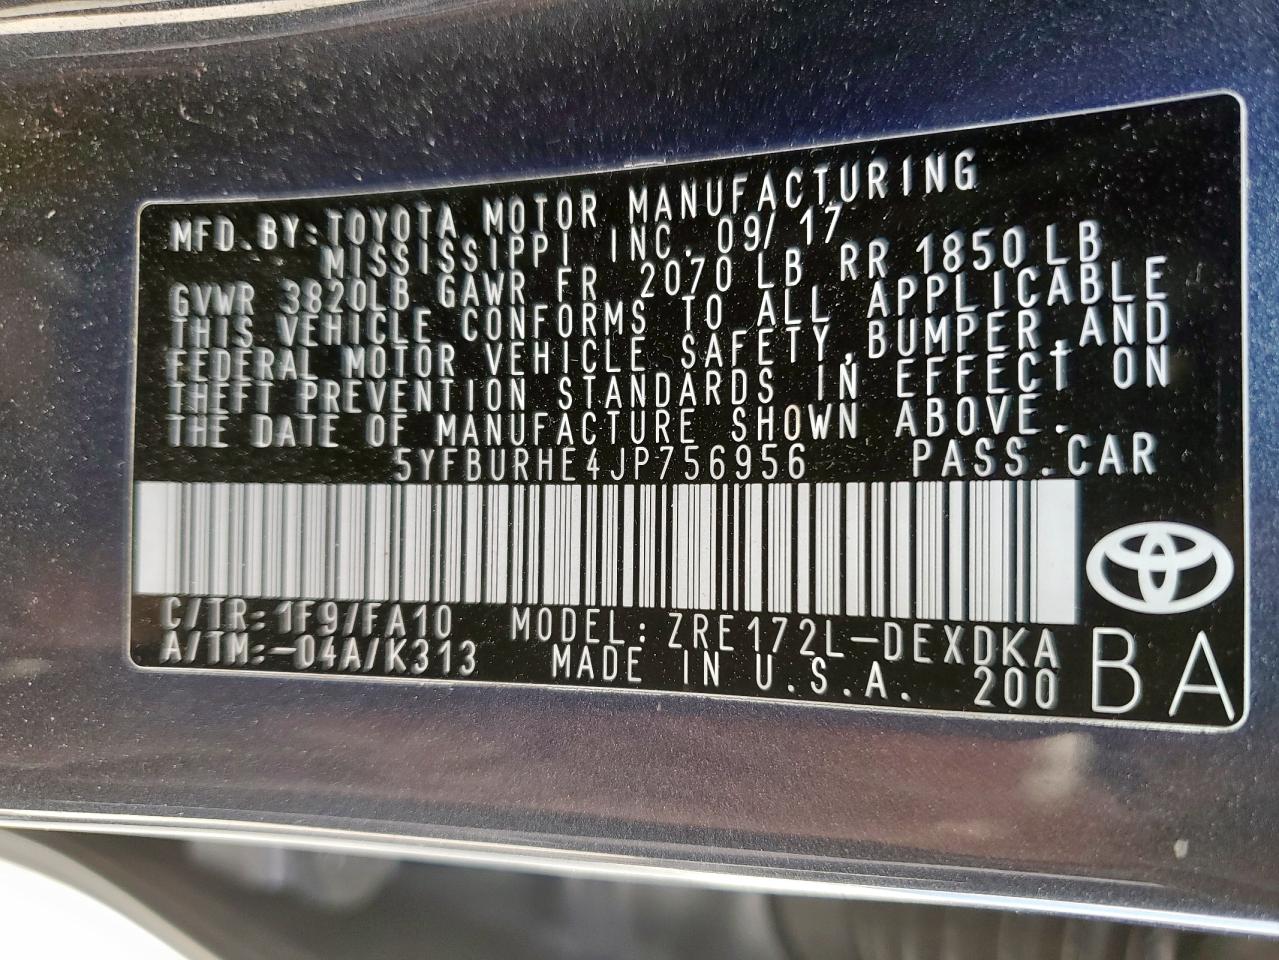 MFD.BY:TOYOTA MOTOR MANUFACTURING
MISSISSIPPI INC. 09/17
GVWR 3820LB GAWR FR 2070LB RR 1850LB
THIS VEHICLE CONFORMS TO ALL APPLICABLE
FEDERAL MOTOR VEHICLE SAFETY,BUMPER,AND
THEFT PREVENTION STANDARDS IN EFFECT ON
THE DATE OF MANUFACTURE SHOWN ABOVE.
5YFBURHE4JP756956 PASS.CAR
C/TR:1F9/FA10 MODEL:ZRE172L-DEXDKA
A/TM:-04A/K313 MADE IN U.S.A. 200
BA